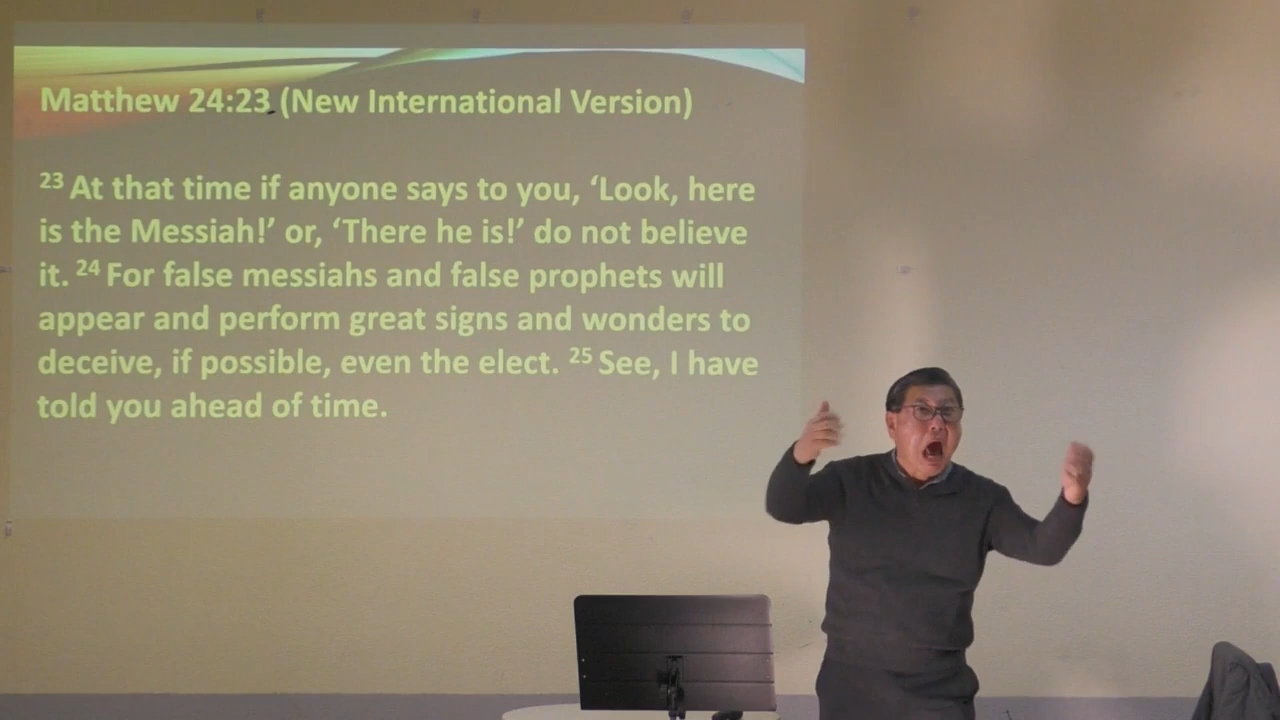 Matthew 24:23 (New International Version)
23 At that time if anyone says to you, ‘Look, here
is the Messiah!’ or, ‘There he is!’ do not believe
it. 24 For false messiahs and false prophets will
appear and perform great signs and wonders to
deceive, if possible, even the elect. 25 See, I have
told you ahead of time.